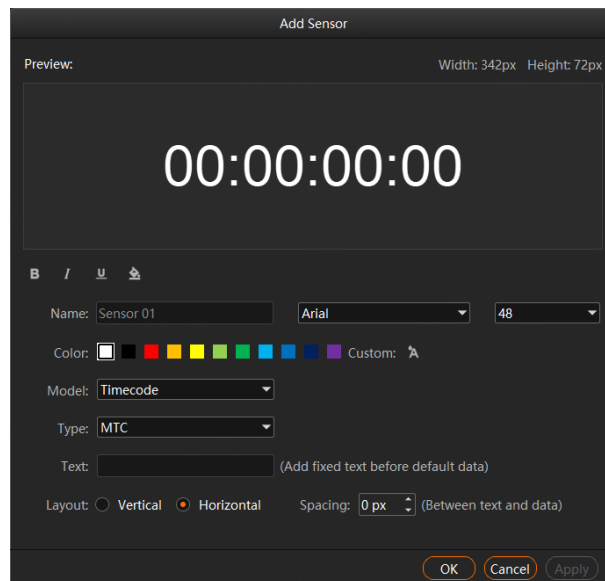 Add Sensor
Preview: Width: 342px Height: 72px
00:00:00:00
B I U
Name: Sensor 01 Arial 48
Color: Custom: A
Model: Timecode
Type: MTC
Text: (Add fixed text before default data)
Layout: Vertical Horizontal Spacing: 0 px (Between text and data)
OK Cancel Apply